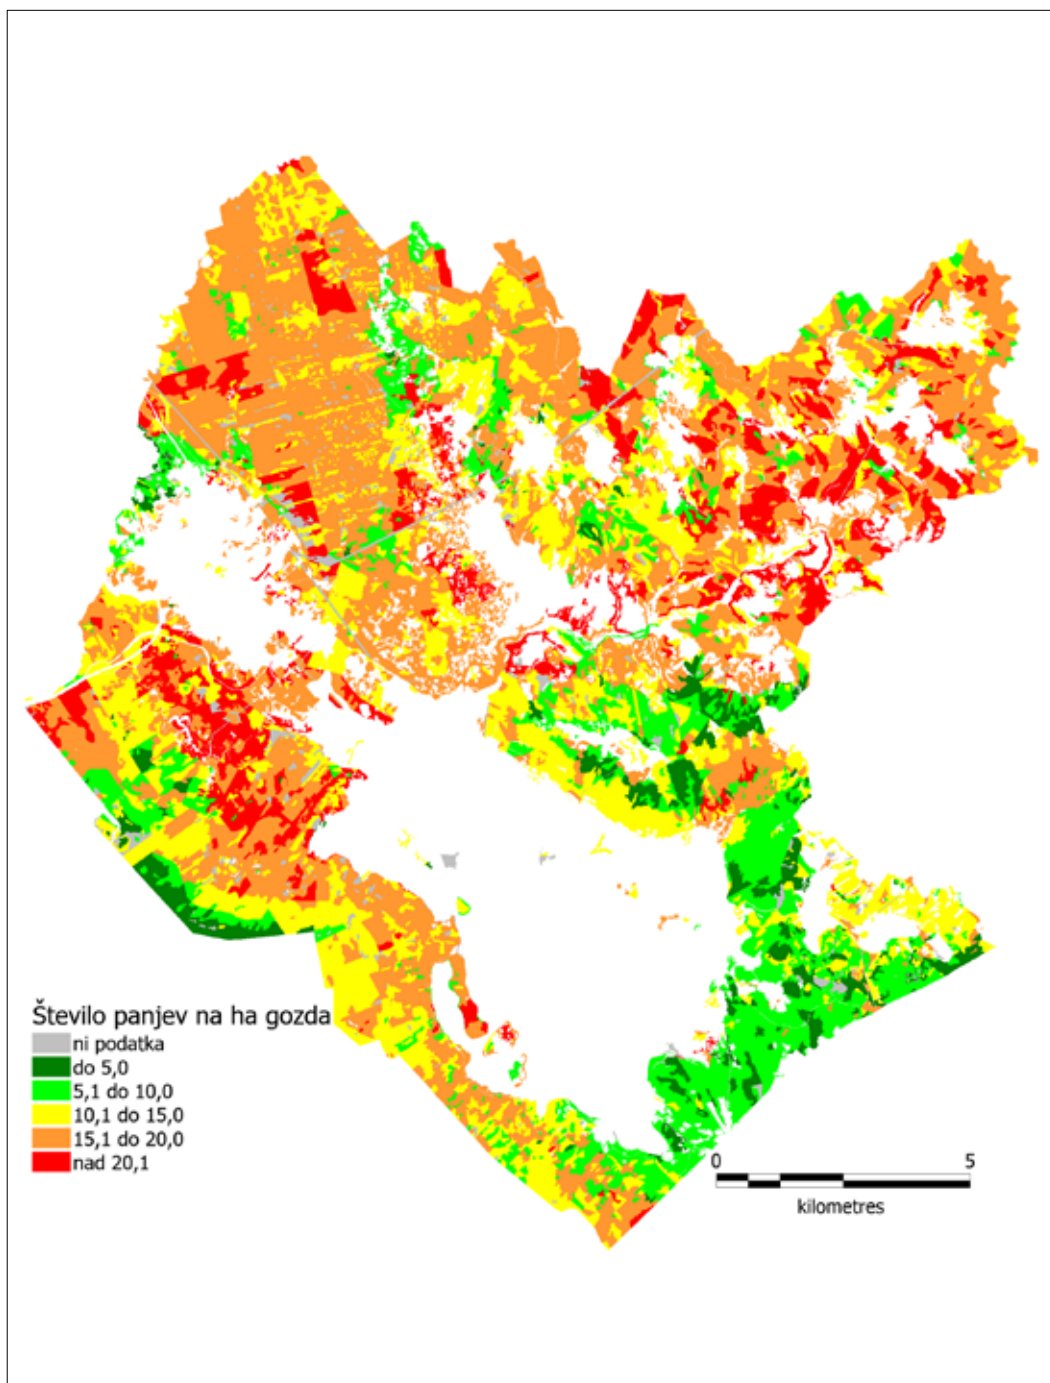 Število panjev na ha gozda
ni podatka
do 5,0
5,1 do 10,0
10,1 do 15,0
15,1 do 20,0
nad 20,1
0 5
kilometres